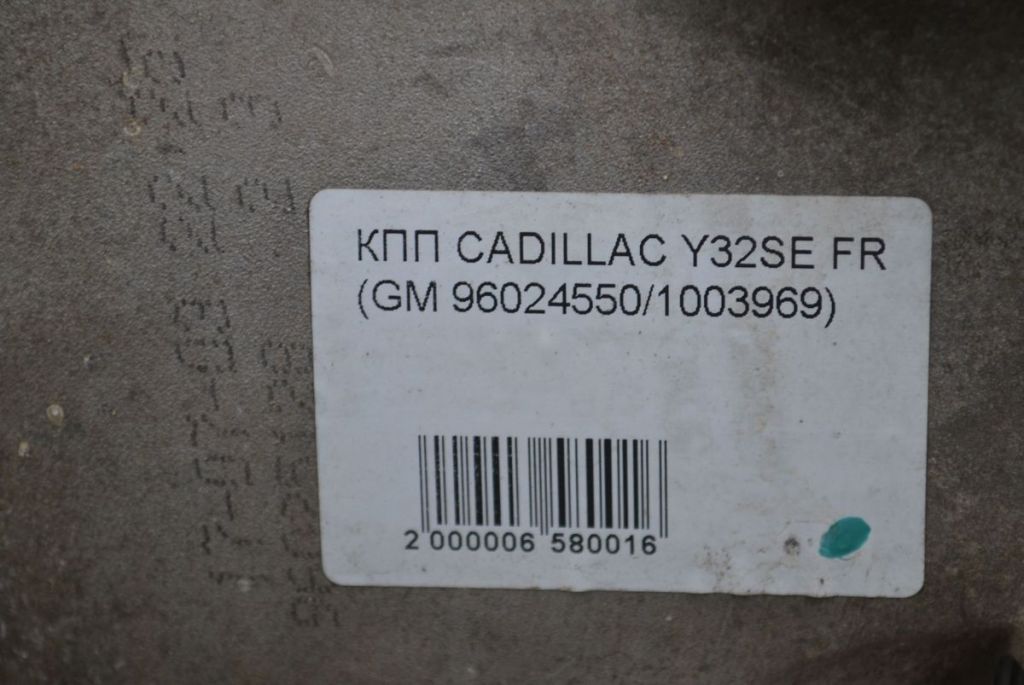 КПП CADILLAC Y32SE FR
(GM 96024550/1003969)
2 000006 580016